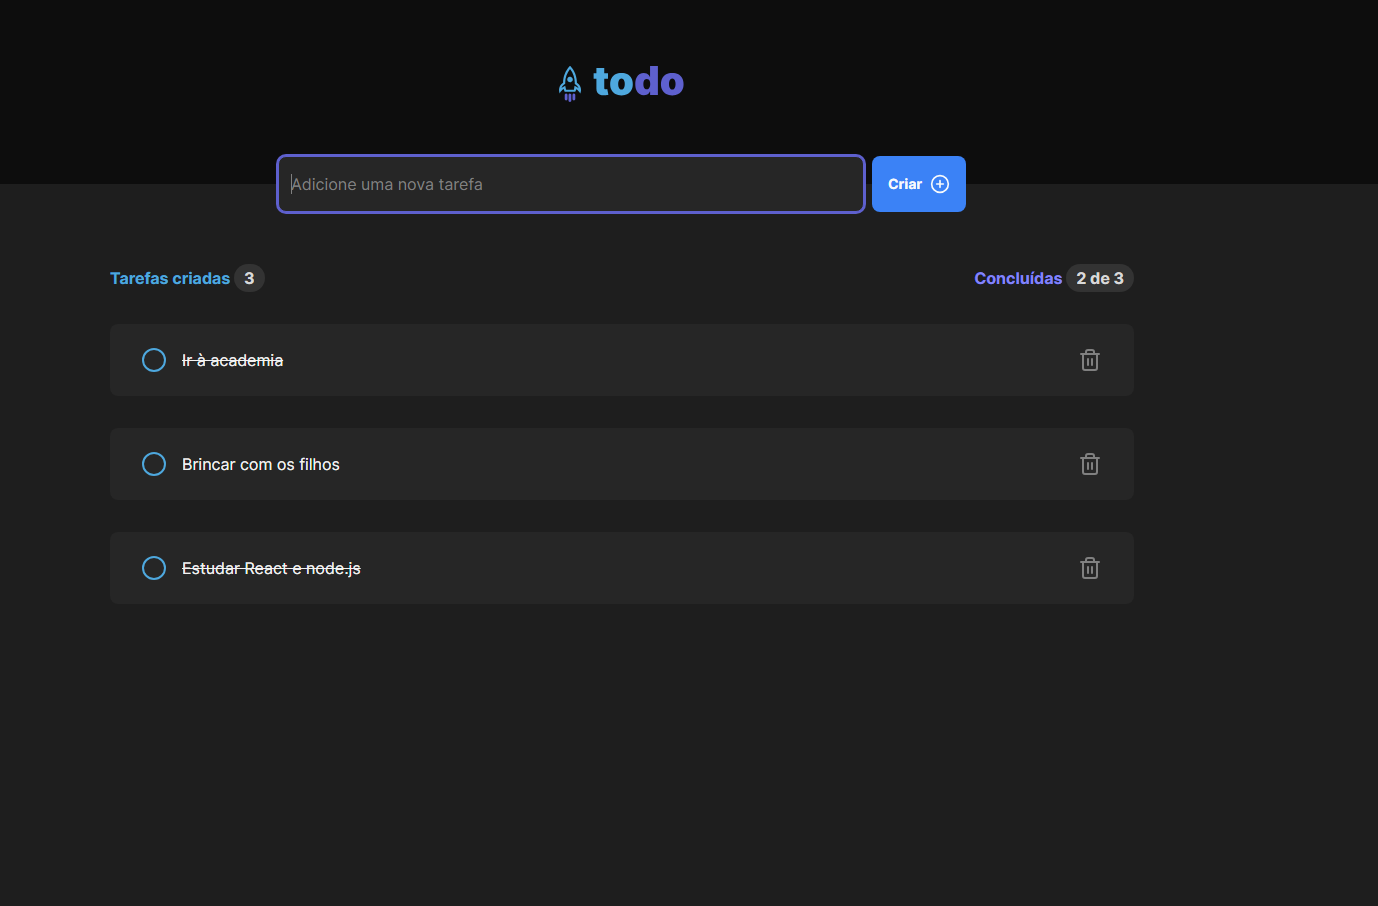 todo
Adicione uma nova tarefa
Criar
Tarefas criadas 3
Concluídas 2 de 3
Ir à academia
Brincar com os filhos
Estudar React e node.js